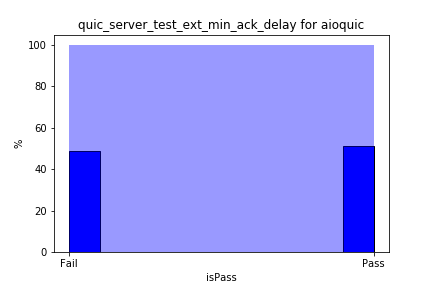 quic_server_test_ext_min_ack_delay for aioquic
100
80
60
40
20
0
%
Fail
Pass
isPass